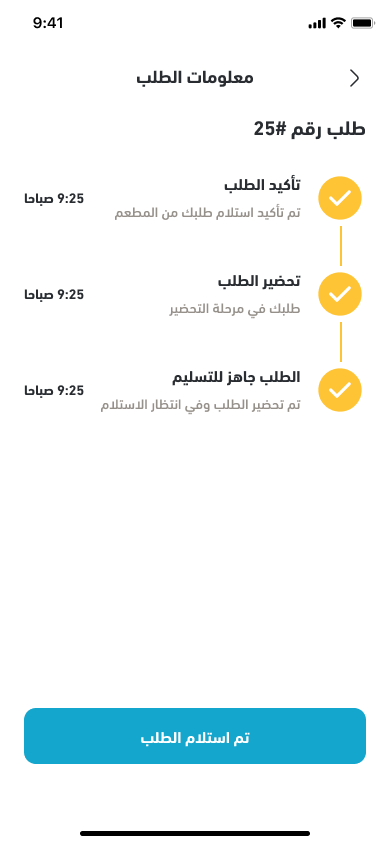 9:41
معلومات الطلب
طلب رقم #25
تأكيد الطلب
9:25 صباحا
تم تأكيد استلام طلبك من المطعم
تحضير الطلب
9:25 صباحا
طلبك في مرحلة التحضير
الطلب جاهز للتسليم
9:25 صباحا
تم تحضير الطلب وفي انتظار الاستلام
تم استلام الطلب